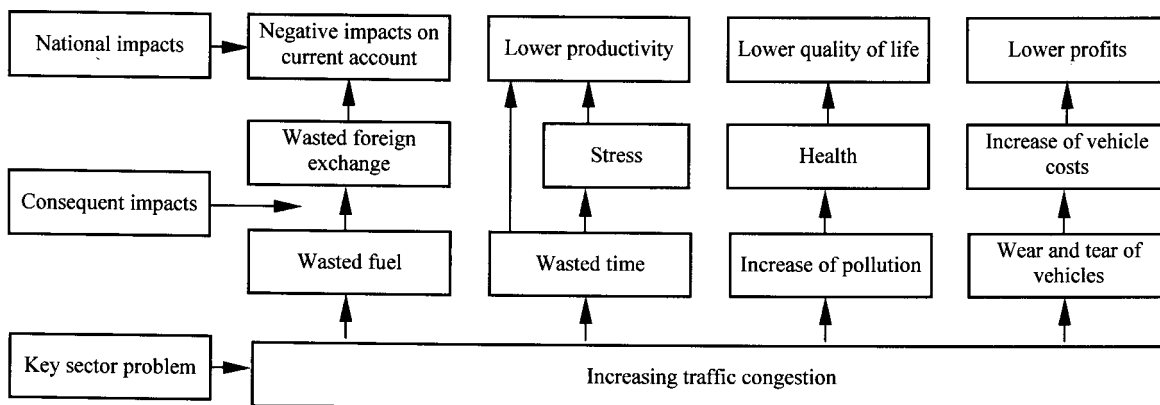 National impacts
Negative impacts on
current account
Lower productivity
Lower quality of life
Lower profits
Wasted foreign
exchange
Stress
Health
Increase of vehicle
costs
Consequent impacts
Wasted fuel
Wasted time
Increase of pollution
Wear and tear of
vehicles
Key sector problem
Increasing traffic congestion